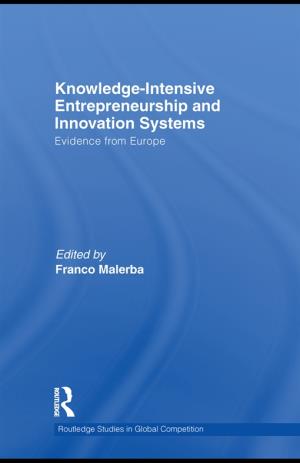 Knowledge-Intensive
Entrepreneurship and
Innovation Systems
Evidence from Europe
Edited by
Franco Malerba
ROUTLEDGE
Routledge Studies in Global Competition